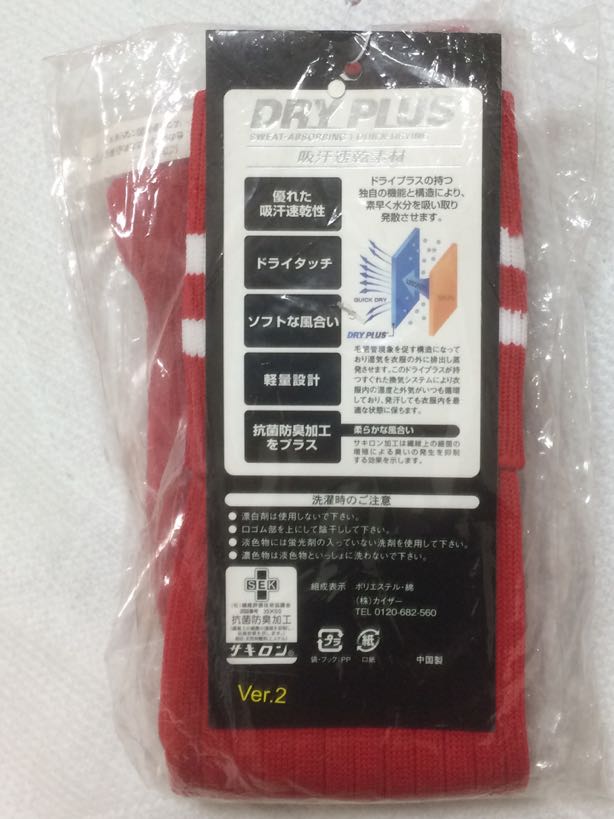 DRY PLUS
SWEAT-ABSORBING QUICK DRYING
吸汗速乾素材
優れた
吸汗速乾性
ドライタッチ
ソフトな風合い
軽量設計
抗菌防臭加工
をプラス
ドライプラスの持つ
独自の機能と構造により、
素早く水分を吸い取り
発散させます。
QUICK DRY
SKIN
DRY PLUS
毛管現象を促す構造になって
おり湿気を衣服の外に排出し蒸
発させます。このドライプラスが
持つすぐれた換気システムにより衣
服内の湿度と外気がいつも循環
しており、発汗しても衣服内を最
適な状態に保ちます。
柔らかな風合い
サキロン加工は繊維上の細菌の
増殖による臭いの発生を抑制
する効果を示します。
洗濯時のご注意
● 漂白剤は使用しないで下さい。
● 口ゴム部を上にして陰干しして下さい。
● 淡色物には蛍光剤の入っていない洗剤を使用して下さい。
● 濃色物は淡色物といっしょに洗わないで下さい。
SEK
抗菌防臭加工
サキロン®
組成表示 ポリエステル・綿
(株)カイザー
TEL 0120-682-560
プラ
紙
袋・フック:PP
口紙
中国製
Ver.2